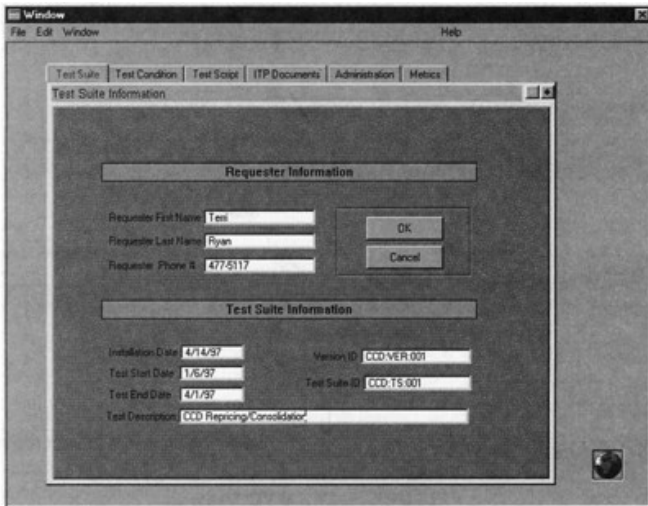 Window
File Edit Window Help
Test Suite Test Condition Test Script ITP Documents Administration Metrics
Test Suite Information
Requester Information
Requester First Name Terri
Requester Last Name Ryan
Requester Phone # 477-5117
OK
Cancel
Test Suite Information
Installation Date 4/14/97
Test Start Date 1/6/97
Test End Date 4/1/97
Version ID CCD:VER:001
Test Suite ID CCD:TS:001
Test Description CCD Repricing/Consolidation